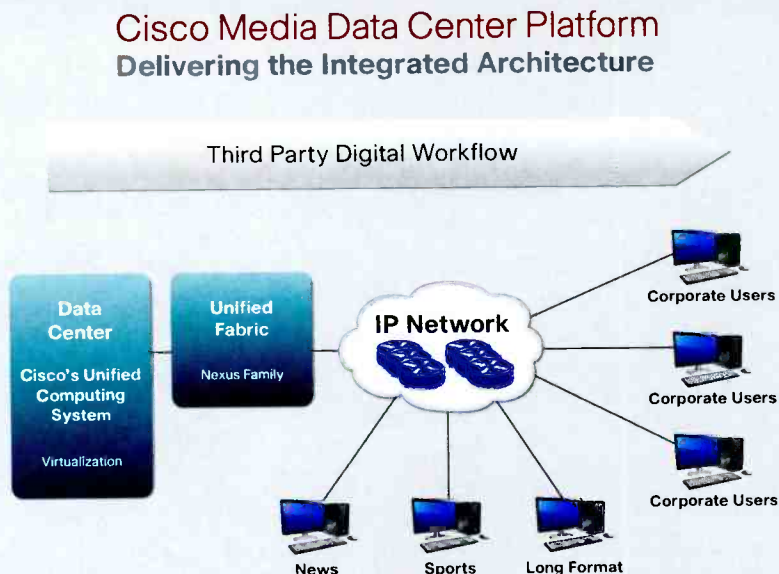 Cisco Media Data Center Platform
Delivering the Integrated Architecture
Third Party Digital Workflow
Data
Center
Cisco's Unified
Computing
System
Virtualization
Unified
Fabric
Nexus Family
IP Network
Corporate Users
Corporate Users
Corporate Users
News
Sports
Long Format